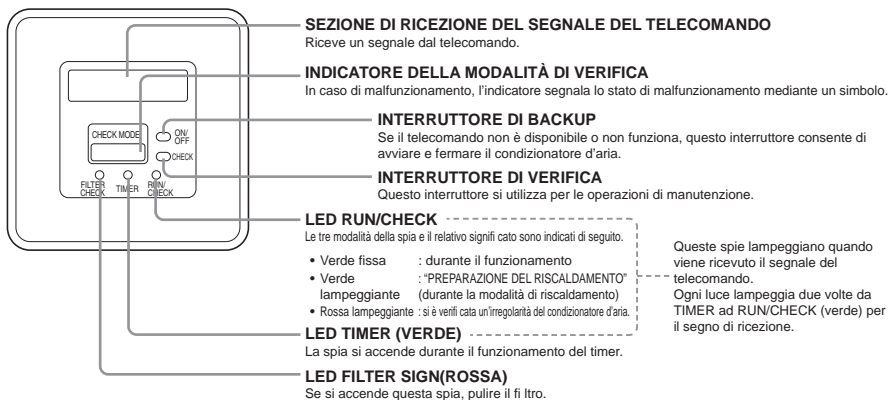 SEZIONE DI RICEZIONE DEL SEGNALE DEL TELECOMANDO
Riceve un segnale dal telecomando.
INDICATORE DELLA MODALITÀ DI VERIFICA
In caso di malfunzionamento, l'indicatore segnala lo stato di malfunzionamento mediante un simbolo.
INTERRUTTORE DI BACKUP
Se il telecomando non è disponibile o non funziona, questo interruttore consente di
avviare e fermare il condizionatore d'aria.
INTERRUTTORE DI VERIFICA
Questo interruttore si utilizza per le operazioni di manutenzione.
CHECK MODE
ON/
OFF
CHECK
FILTER
CHECK
TIMER
RUN/
CHECK
LED RUN/CHECK
Le tre modalità della spia e il relativo signifi cato sono indicati di seguito.
• Verde fissa : durante il funzionamento
• Verde : "PREPARAZIONE DEL RISCALDAMENTO"
lampeggiante (durante la modalità di riscaldamento)
• Rossa lampeggiante : si è verifi cata un'irregolarità del condizionatore d'aria.
Queste spie lampeggiano quando
viene ricevuto il segnale del
telecomando.
Ogni luce lampeggia due volte da
TIMER ad RUN/CHECK (verde) per
il segno di ricezione.
LED TIMER (VERDE)
La spia si accende durante il funzionamento del timer.
LED FILTER SIGN(ROSSA)
Se si accende questa spia, pulire il fi ltro.